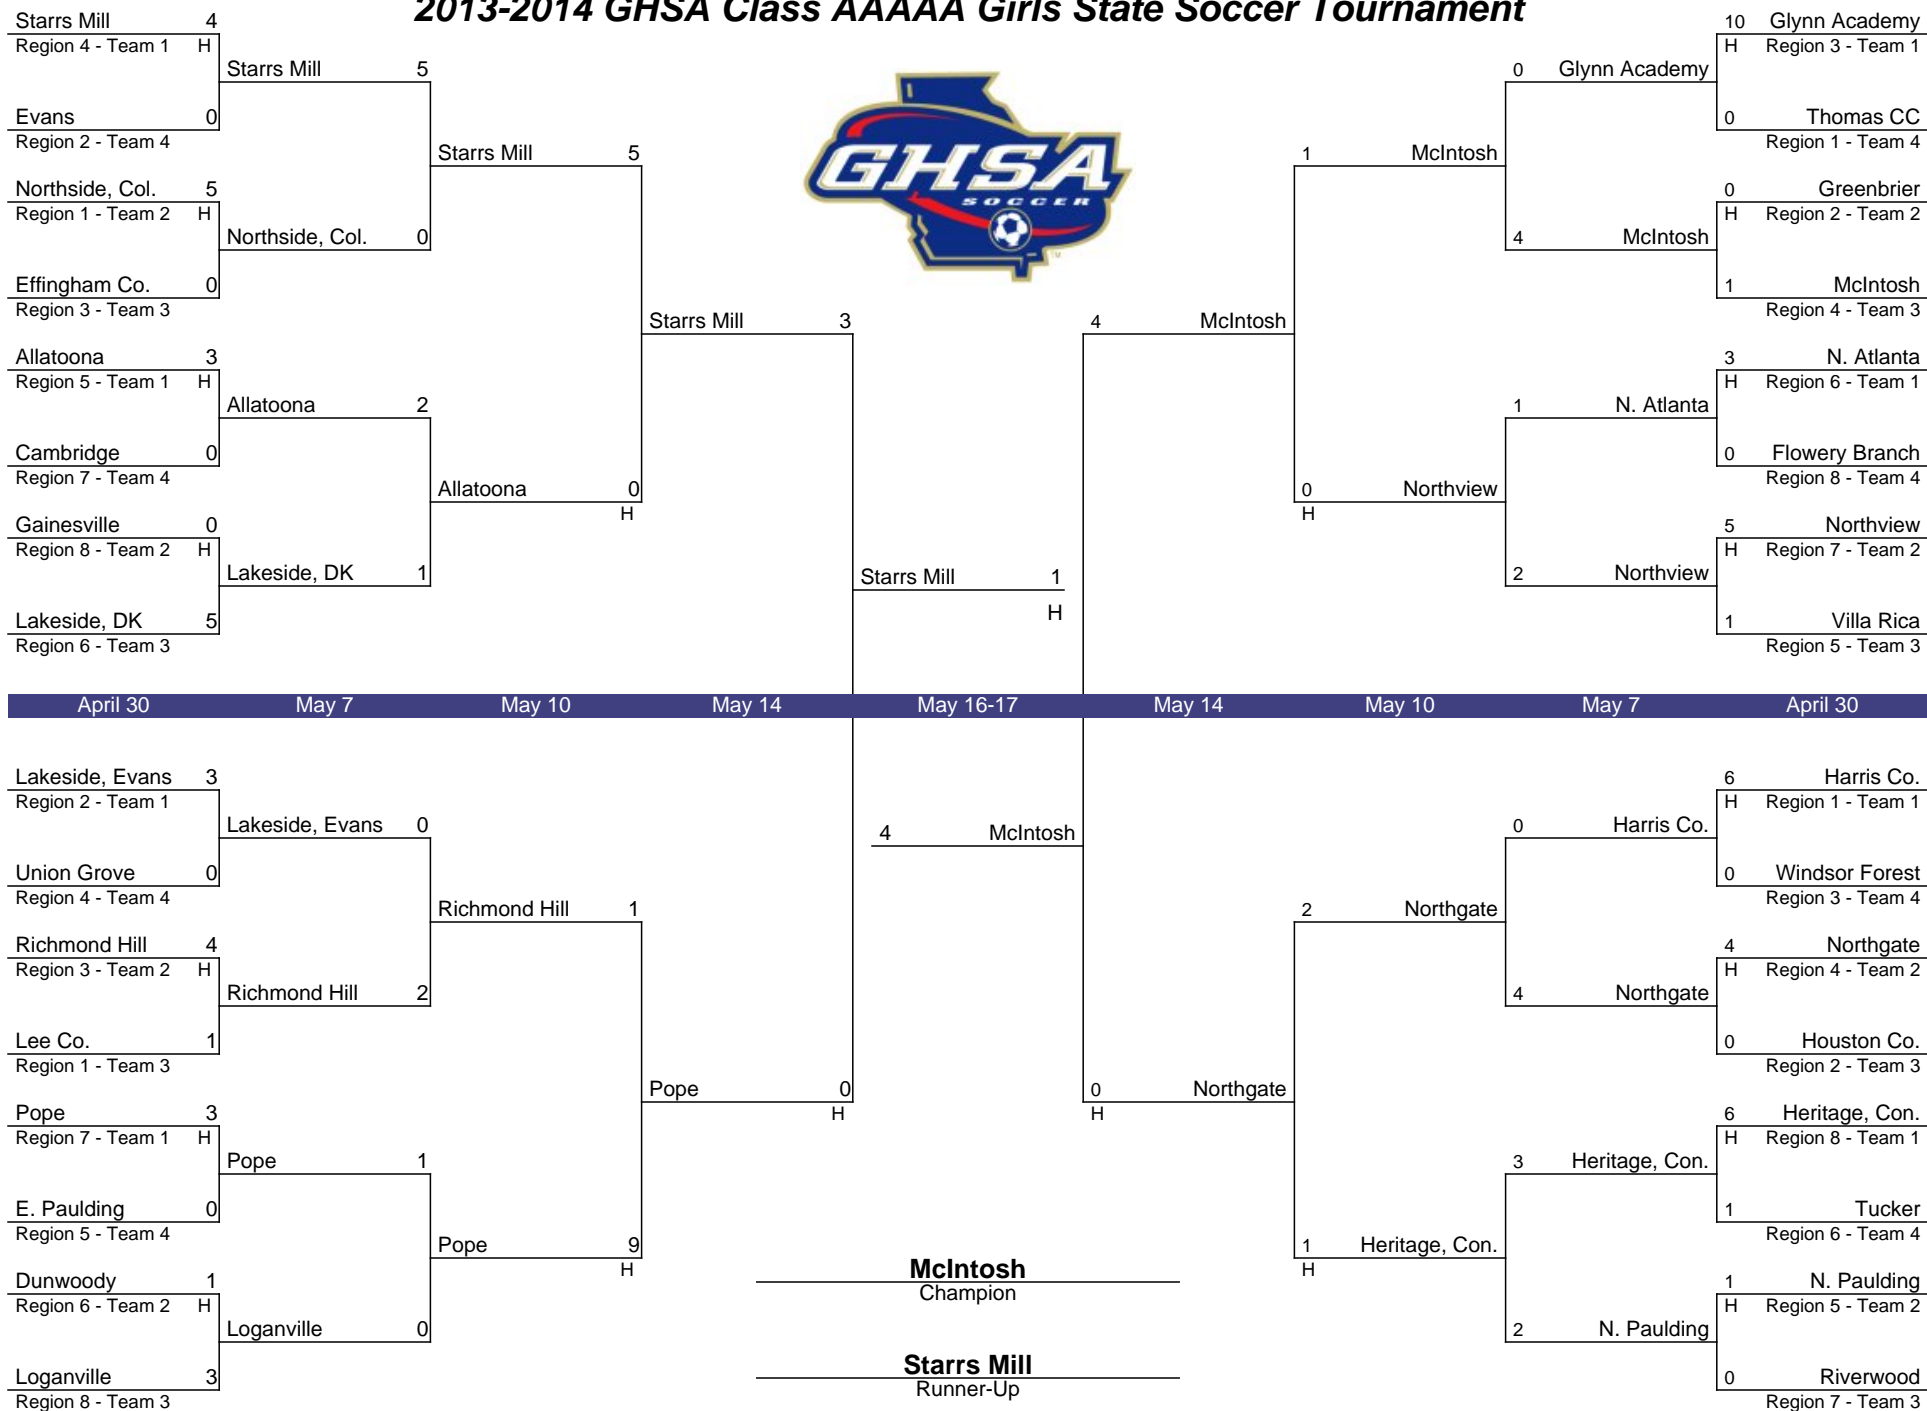 2013-2014 GHSA Class AAAAA Girls State Soccer Tournament
Starrs Mill 4
Region 4 - Team 1 H
Starrs Mill 5
Evans 0
Region 2 - Team 4
Starrs Mill 5
Northside, Col. 5
Region 1 - Team 2 H
Northside, Col. 0
Effingham Co. 0
Region 3 - Team 3
Starrs Mill 3
Allatoona 3
Region 5 - Team 1 H
Allatoona 2
Cambridge 0
Region 7 - Team 4
Allatoona 0
H
Gainesville 0
Region 8 - Team 2 H
Lakeside, DK 1
Lakeside, DK 5
Region 6 - Team 3
Starrs Mill 1
H
GHSA
SOCCER
TM
10 Glynn Academy
H Region 3 - Team 1
0 Glynn Academy
0 Thomas CC
Region 1 - Team 4
1 McIntosh
0 Greenbrier
H Region 2 - Team 2
4 McIntosh
1 McIntosh
Region 4 - Team 3
4 McIntosh
3 N. Atlanta
H Region 6 - Team 1
1 N. Atlanta
0 Flowery Branch
Region 8 - Team 4
0 Northview
H
5 Northview
H Region 7 - Team 2
2 Northview
1 Villa Rica
Region 5 - Team 3
April 30 May 7 May 10 May 14 May 16-17 May 14 May 10 May 7 April 30
Lakeside, Evans 3
Region 2 - Team 1
Lakeside, Evans 0
Union Grove 0
Region 4 - Team 4
Richmond Hill 1
Richmond Hill 4
Region 3 - Team 2 H
Richmond Hill 2
Lee Co. 1
Region 1 - Team 3
Pope 0
H
Pope 3
Region 7 - Team 1 H
Pope 1
E. Paulding 0
Region 5 - Team 4
Pope 9
H
Dunwoody 1
Region 6 - Team 2 H
Loganville 0
Loganville 3
Region 8 - Team 3
4 McIntosh
6 Harris Co.
H Region 1 - Team 1
0 Harris Co.
0 Windsor Forest
Region 3 - Team 4
2 Northgate
4 Northgate
H Region 4 - Team 2
4 Northgate
0 Houston Co.
Region 2 - Team 3
0 Northgate
H
6 Heritage, Con.
H Region 8 - Team 1
3 Heritage, Con.
1 Tucker
Region 6 - Team 4
1 Heritage, Con.
H
1 N. Paulding
H Region 5 - Team 2
2 N. Paulding
0 Riverwood
Region 7 - Team 3
McIntosh
Champion
Starrs Mill
Runner-Up